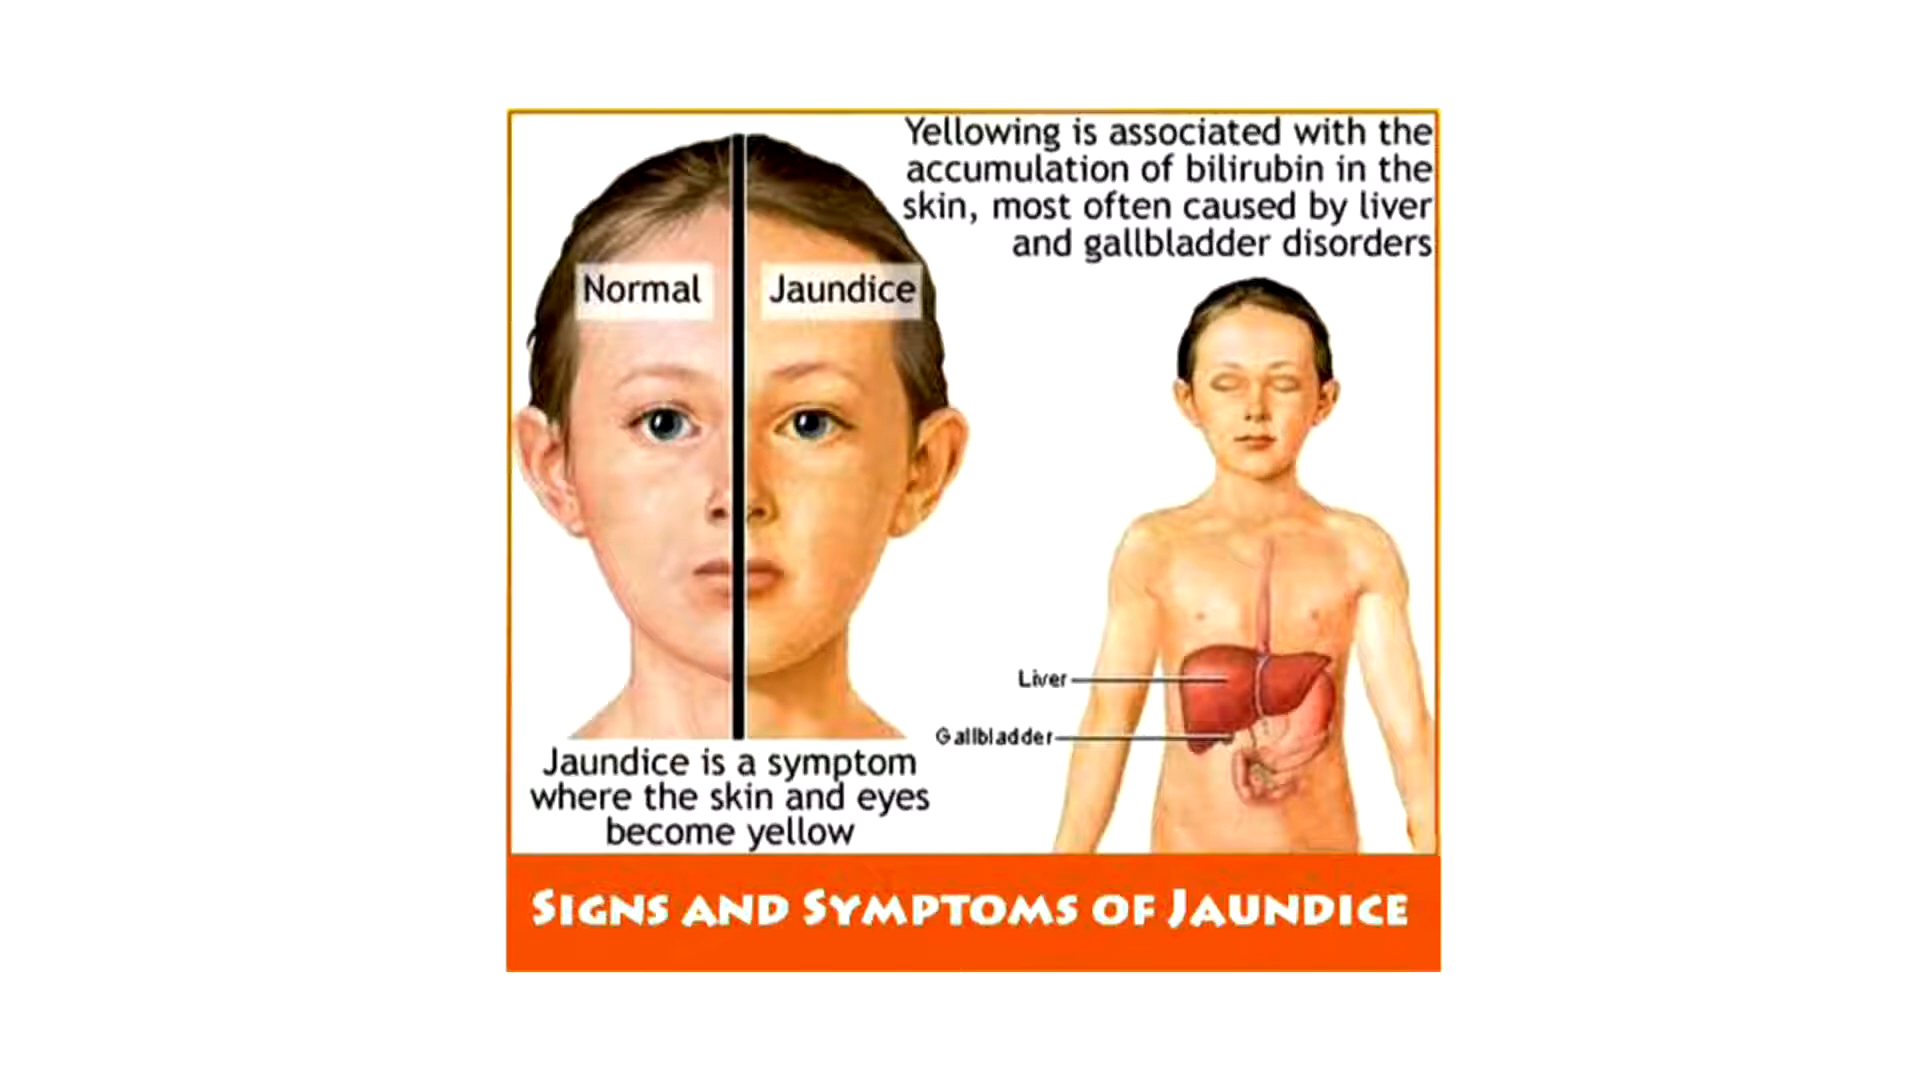 Yellowing is associated with the
accumulation of bilirubin in the
skin, most often caused by liver
and gallbladder disorders
Normal
Jaundice
Liver
Gallbladder
Jaundice is a symptom
where the skin and eyes
become yellow
SIGNS AND SYMPTOMS OF JAUNDICE